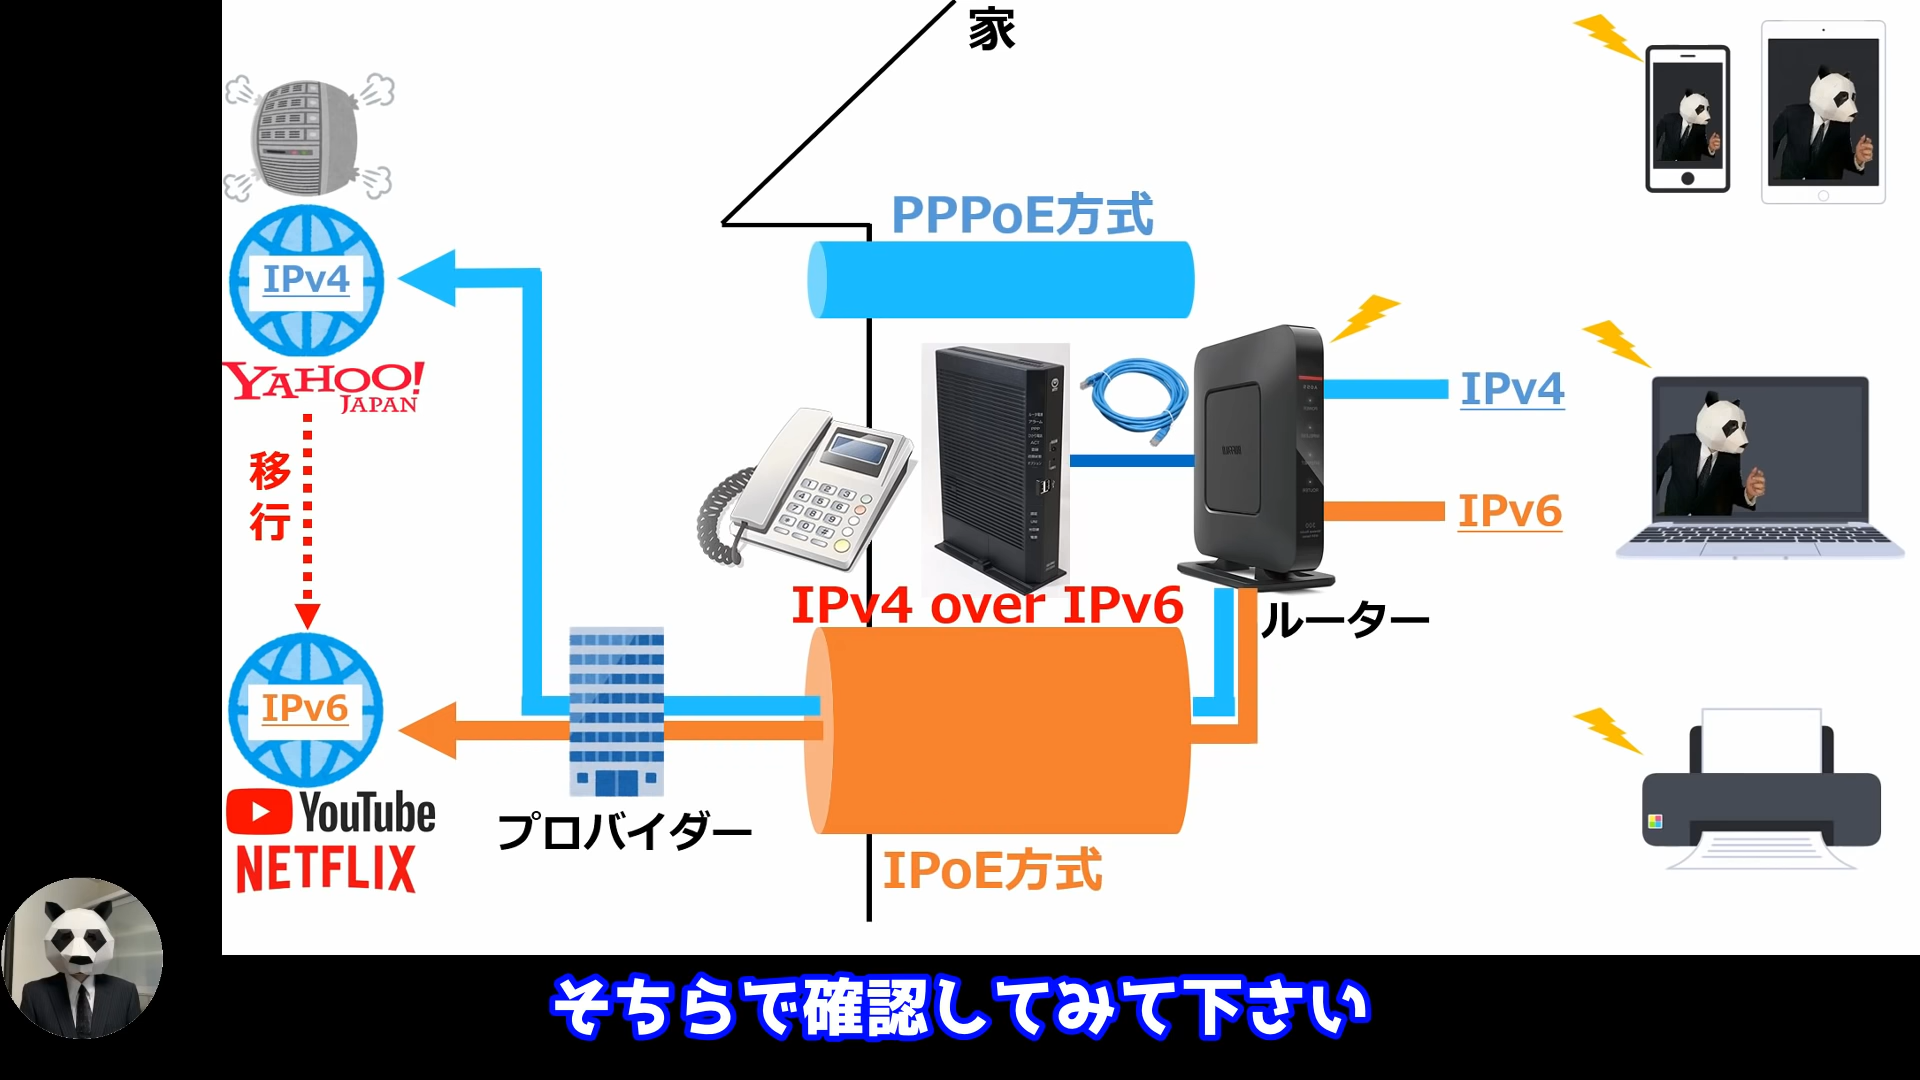 家
PPPoE方式
IPv4
YAHOO!
JAPAN
移行
IPv4
IPv6
IPv4 over IPv6
ルーター
IPv6
YouTube
NETFLIX
プロバイダー
IPoE方式
そちらで確認してみて下さい